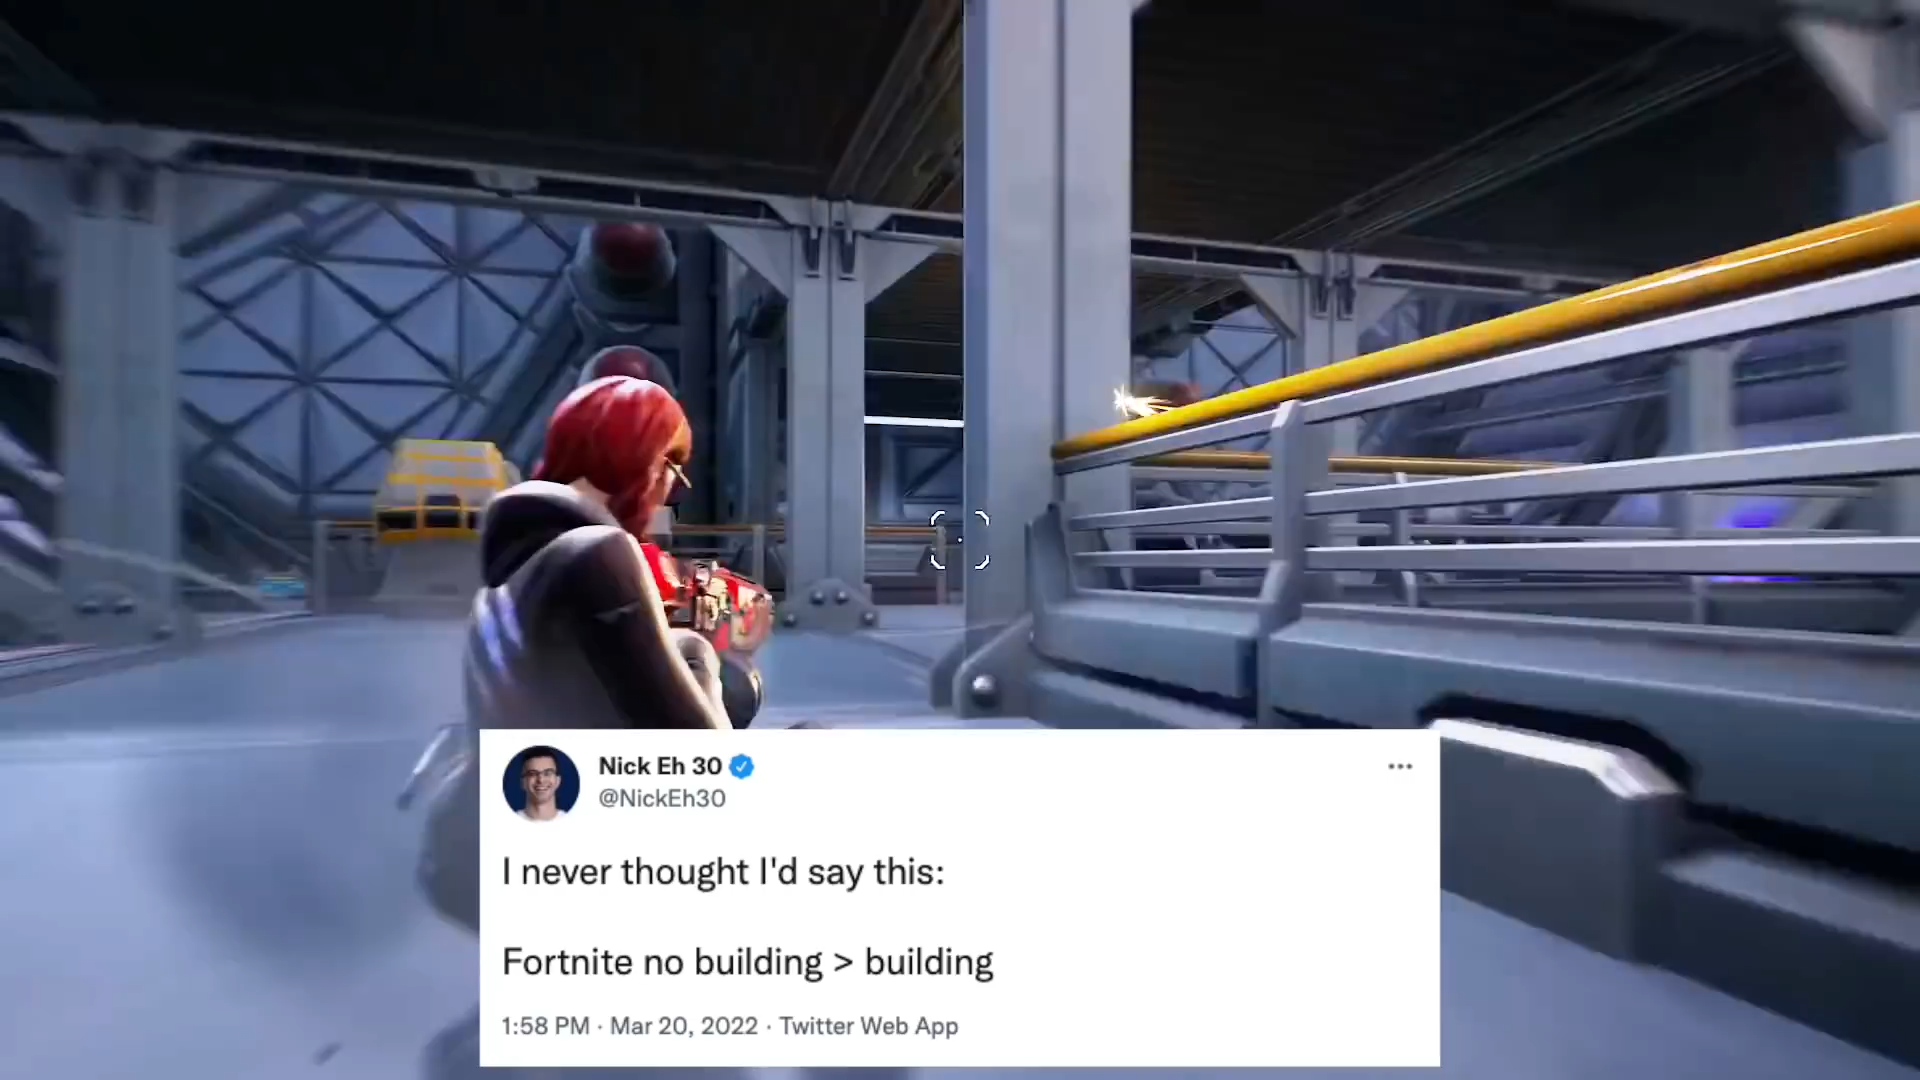 Nick Eh 30
@NickEh30
I never thought I'd say this:
Fortnite no building > building
1:58 PM · Mar 20, 2022 · Twitter Web App